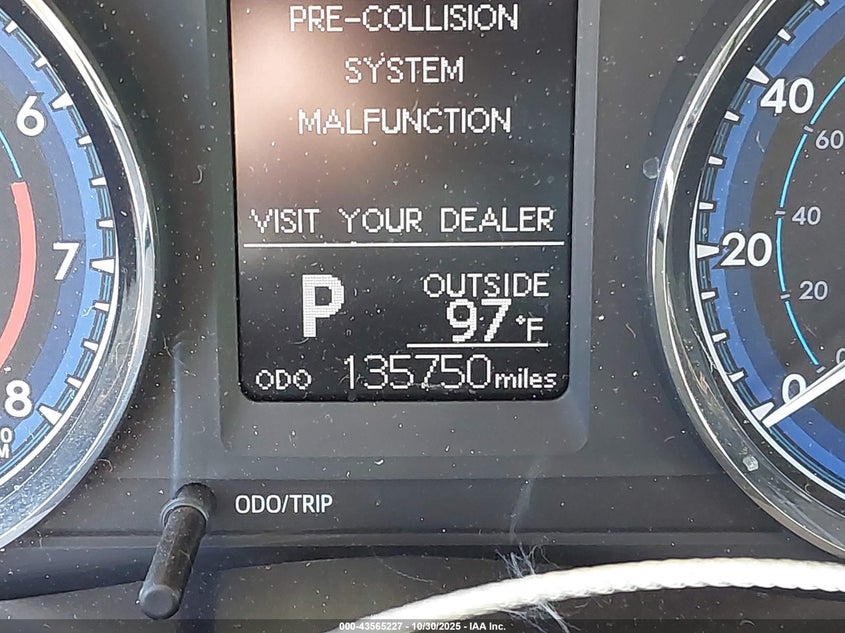 PRE-COLLISION
SYSTEM
MALFUNCTION
VISIT YOUR DEALER
P
OUTSIDE
97°F
ODO 135750 miles
6
7
8
40
20
0
60
40
20
0
ODO/TRIP
000-43565227 - 10/30/2025 - IAA Inc.